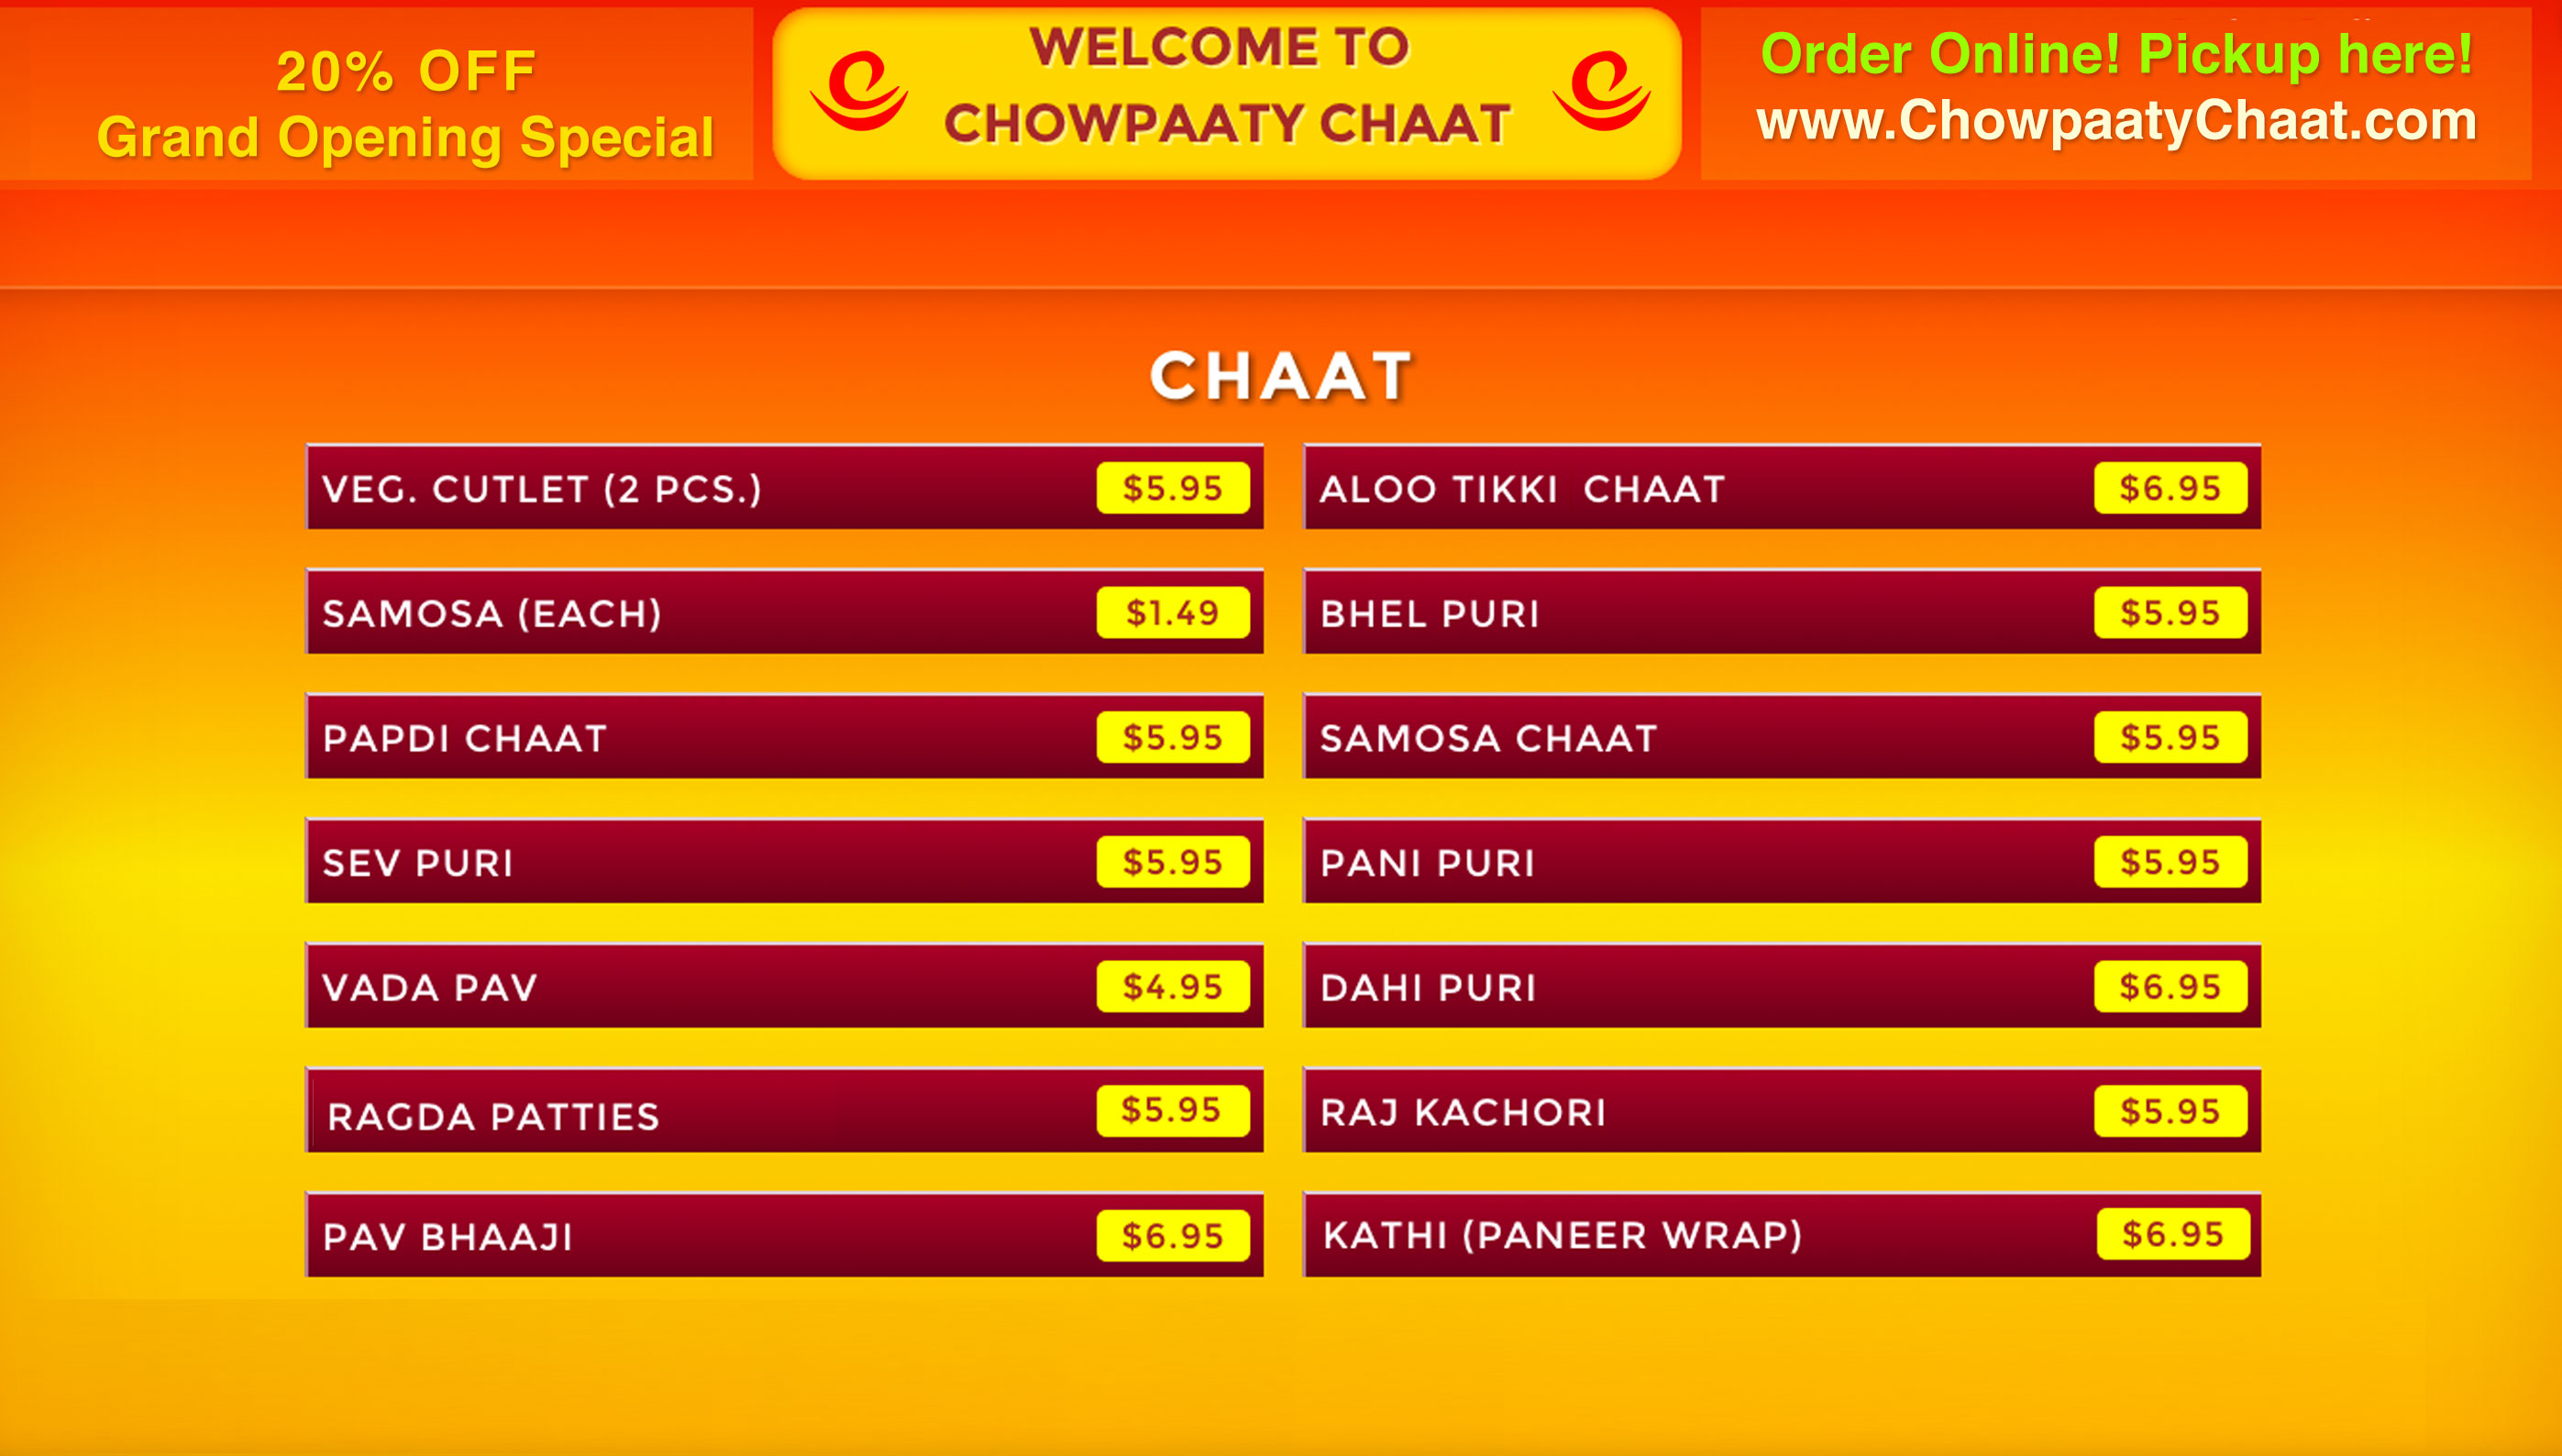 20% OFF
Grand Opening Special
WELCOME TO
CHOWPAATY CHAAT
Order Online! Pickup here!
www.ChowpaatyChaat.com
CHAAT
VEG. CUTLET (2 PCS.) $5.95
SAMOSA (EACH) $1.49
PAPDI CHAAT $5.95
SEV PURI $5.95
VADA PAV $4.95
RAGDA PATTIES $5.95
PAV BHAAJI $6.95
ALOO TIKKI CHAAT $6.95
BHEL PURI $5.95
SAMOSA CHAAT $5.95
PANI PURI $5.95
DAHI PURI $6.95
RAJ KACHORI $5.95
KATHI (PANEER WRAP) $6.95